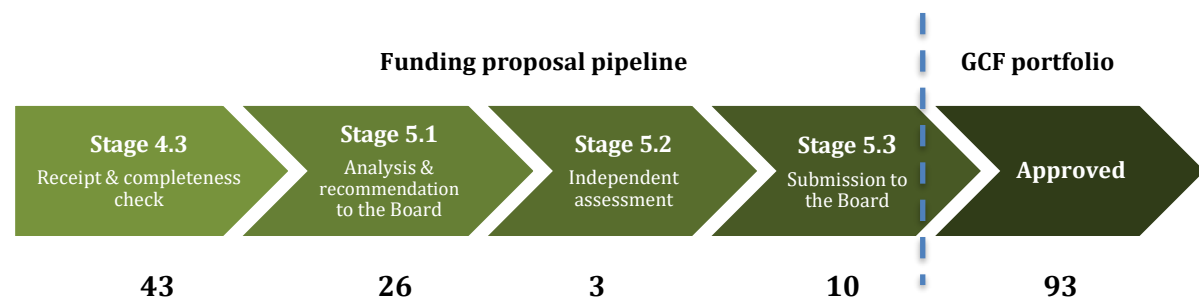 Funding proposal pipeline
GCF portfolio
Stage 4.3
Receipt & completeness
check
Stage 5.1
Analysis &
recommendation
to the Board
Stage 5.2
Independent
assessment
Stage 5.3
Submission to
the Board
Approved
43
26
3
10
93